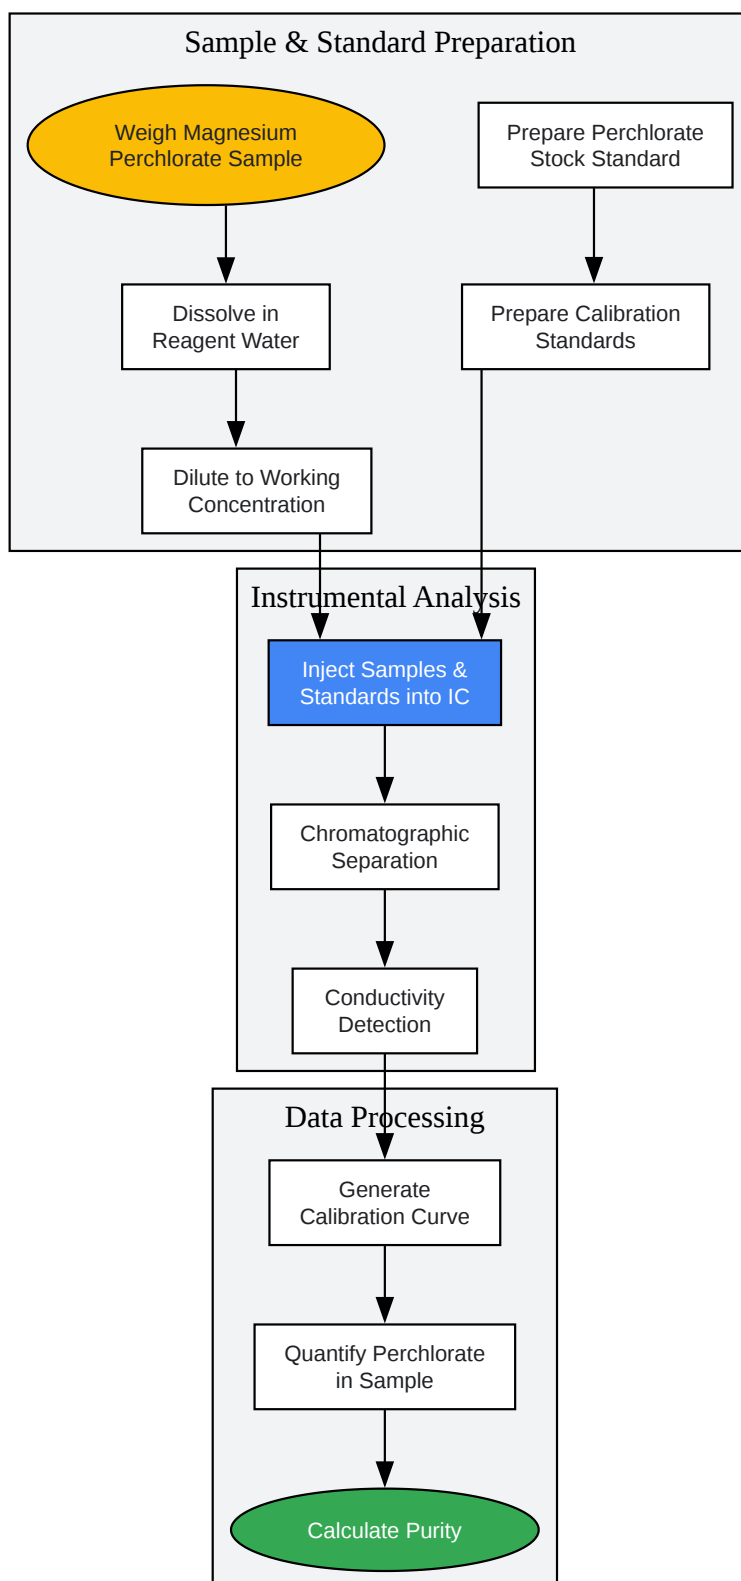 Sample & Standard Preparation
Weigh Magnesium
Perchlorate Sample
Prepare Perchlorate
Stock Standard
Dissolve in
Reagent Water
Prepare Calibration
Standards
Dilute to Working
Concentration
Instrumental Analysis
Inject Samples &
Standards into IC
Chromatographic
Separation
Conductivity
Detection
Data Processing
Generate
Calibration Curve
Quantify Perchlorate
in Sample
Calculate Purity